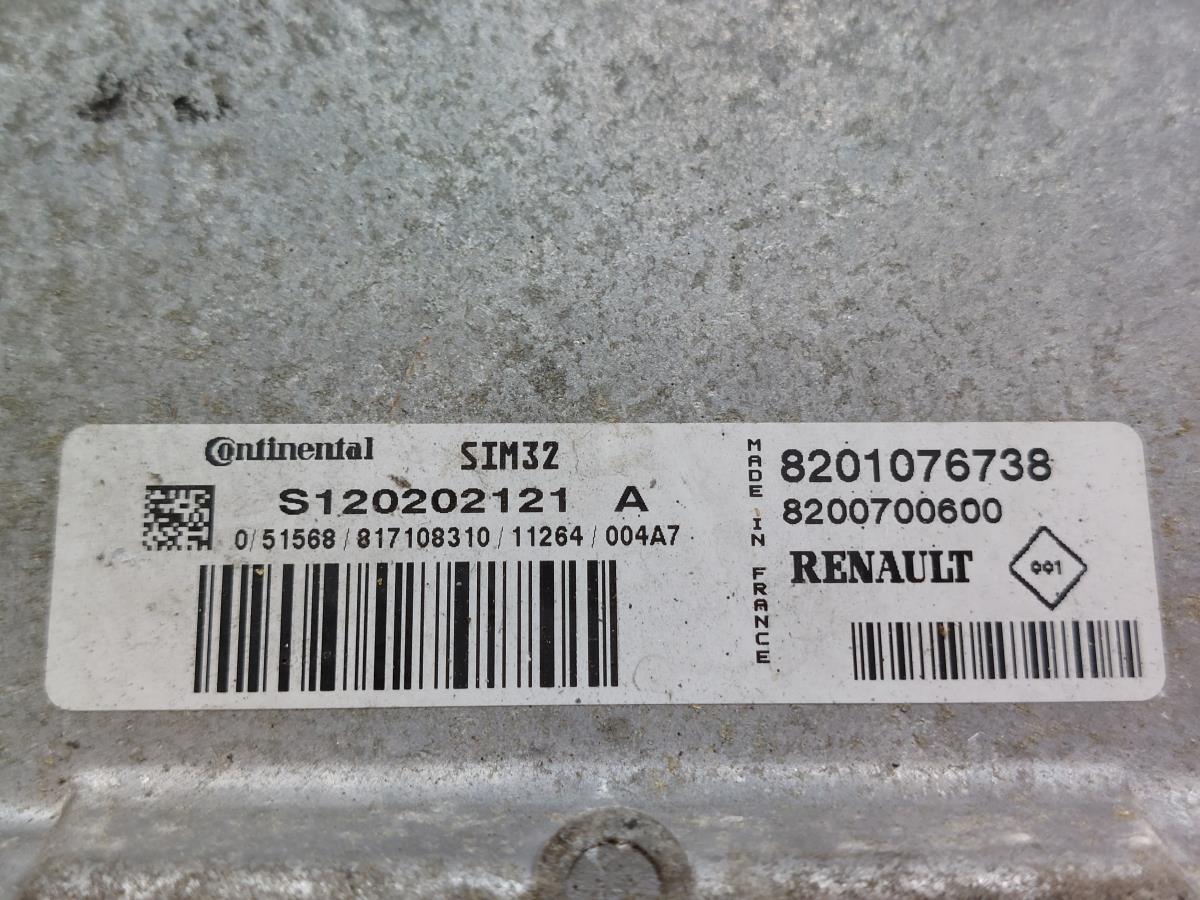 Continental SIM32
S120202121 A
0/51568/817108310/11264/004A7
MADE IN FRANCE
8201076738
8200700600
RENAULT
001